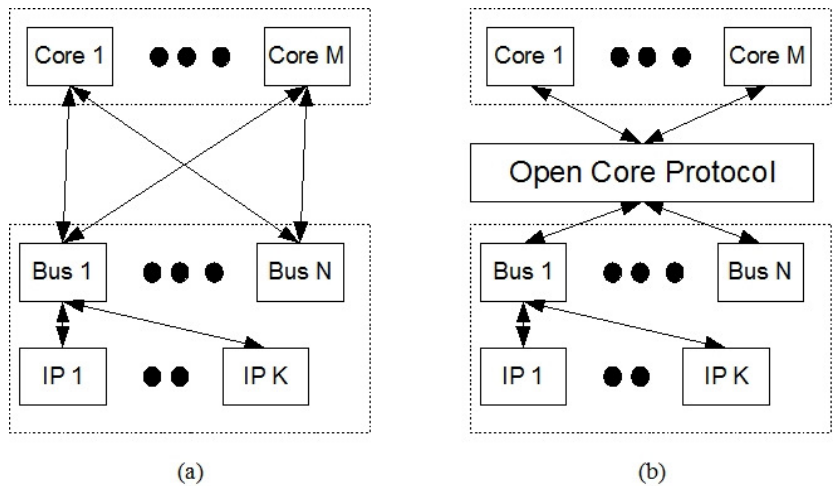 Core 1
Core M
Bus 1
Bus N
IP 1
IP K
(a)
Core 1
Core M
Open Core Protocol
Bus 1
Bus N
IP 1
IP K
(b)